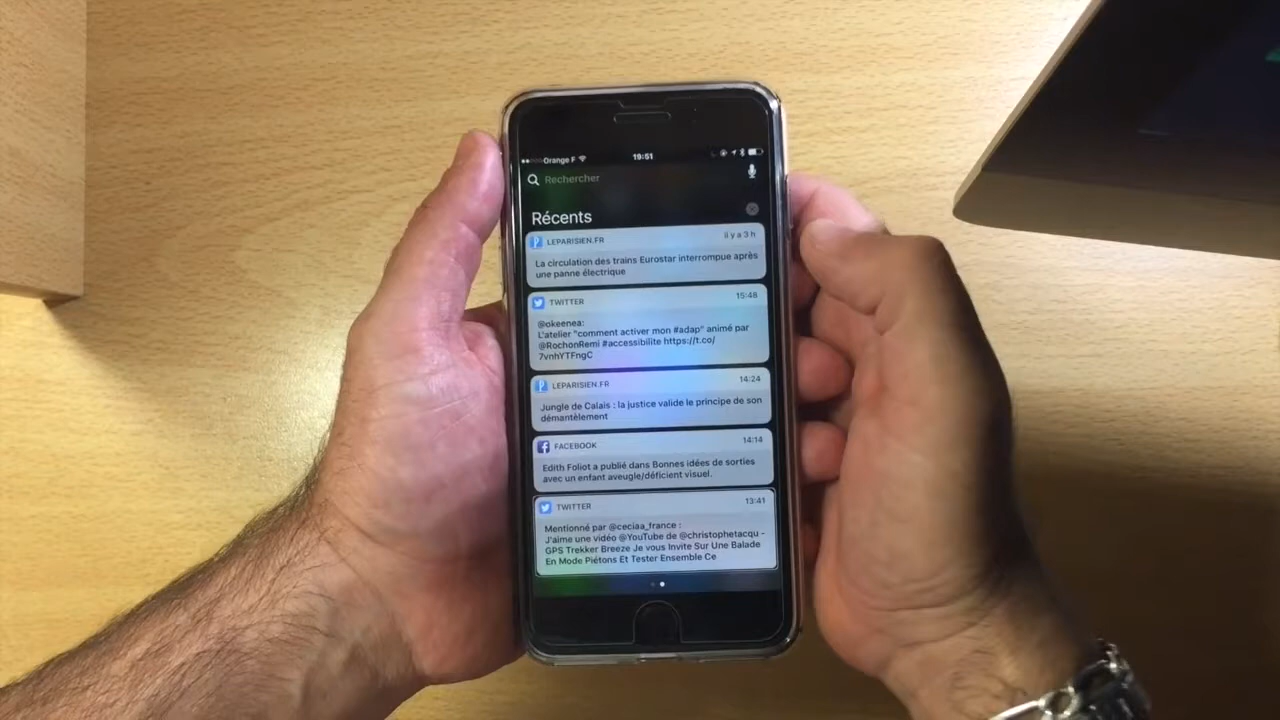 Orange F 19:51
Rechercher
Récents
LEPARISIEN.FR il y a 3 h
La circulation des trains Eurostar interrompue après
une panne électrique
TWITTER 15:46
@okeenea:
L'atelier "comment activer mon #adap" animé par
@RochonRemi #accessibilite https://t.co/
7vnhYTFngC
LEPARISIEN.FR 14:24
Jungle de Calais : la justice valide le principe de son
démantèlement
FACEBOOK 14:14
Edith Foliot a publié dans Bonnes idées de sorties
avec un enfant aveugle/déficient visuel.
TWITTER 13:41
Mentionné par @ceciaa_france :
J'aime une vidéo @YouTube de @christophetacqu -
GPS Trekker Breeze Je vous Invite Sur Une Balade
En Mode Piétons Et Tester Ensemble Ce